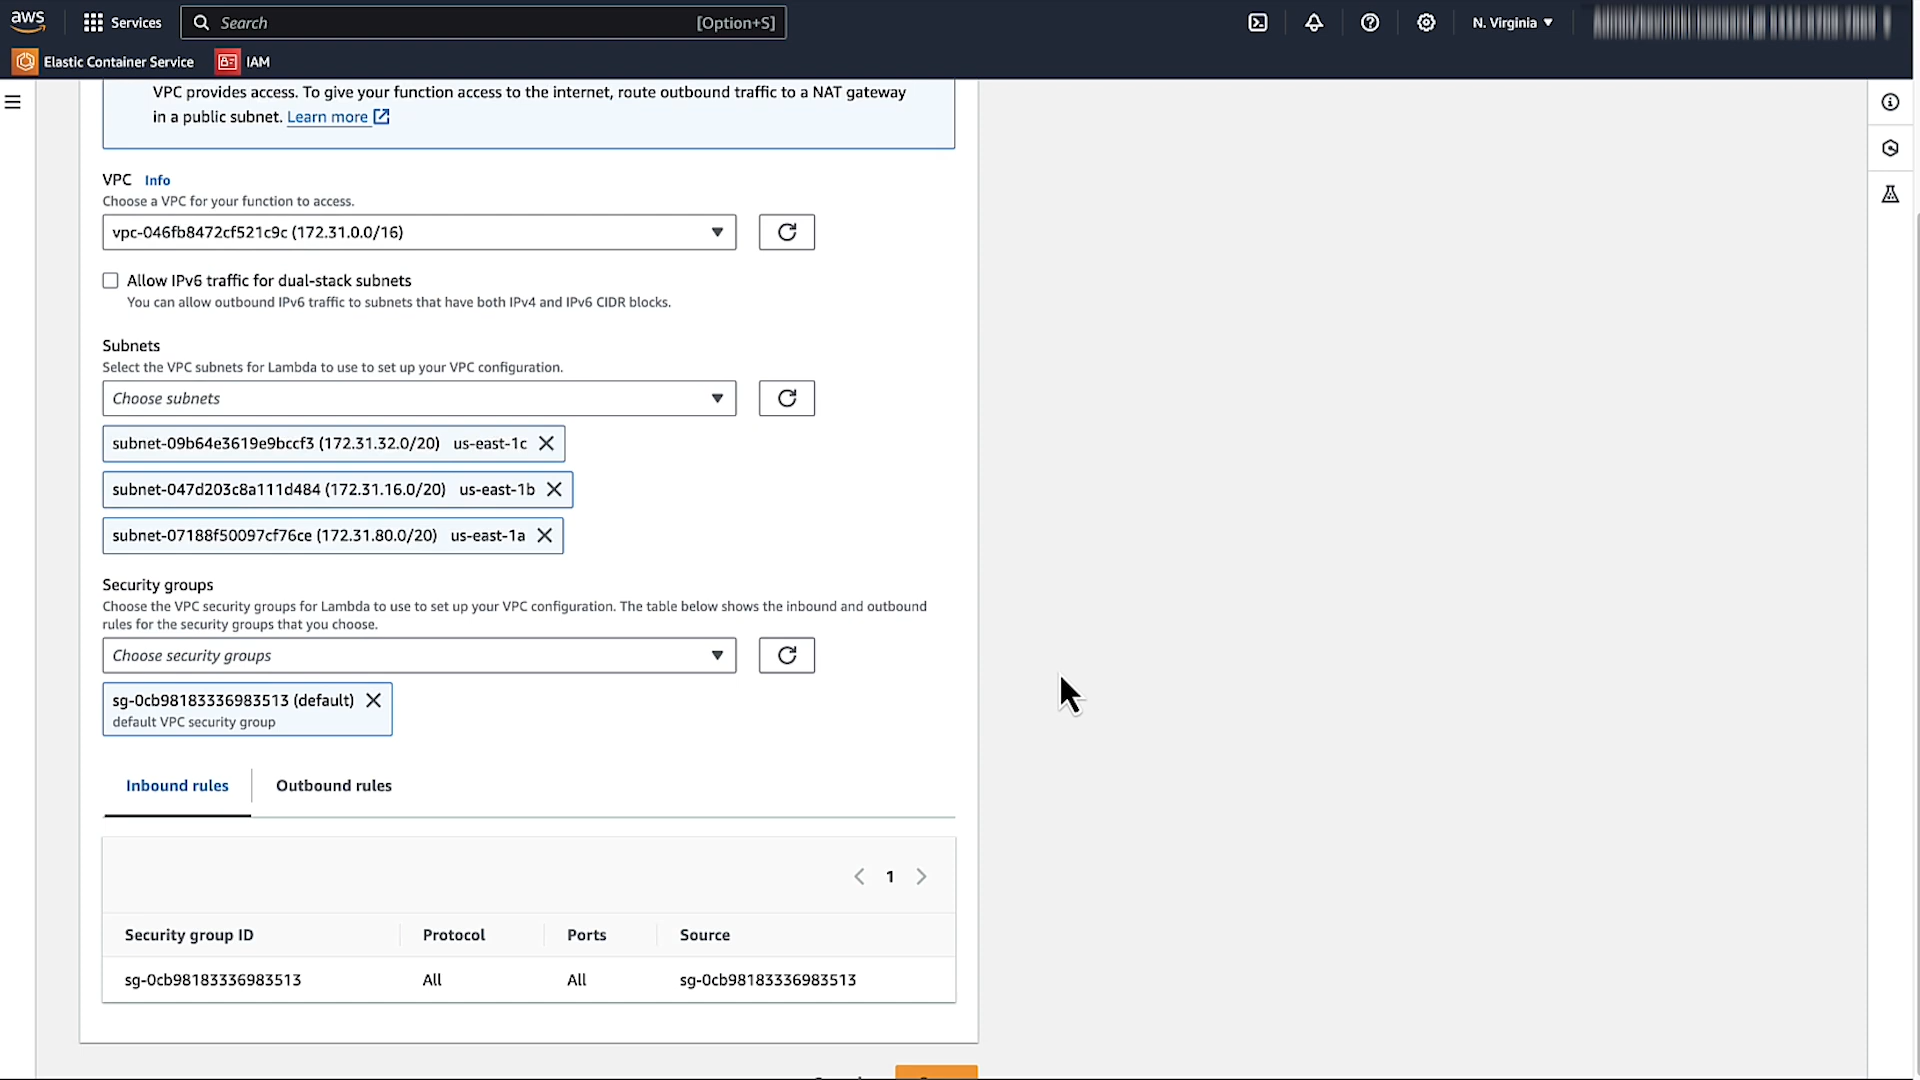 aws
Services
Search
[Option+S]
N. Virginia
Elastic Container Service
IAM
VPC provides access. To give your function access to the internet, route outbound traffic to a NAT gateway
in a public subnet. Learn more
VPC Info
Choose a VPC for your function to access.
vpc-046fb8472cf521c9c (172.31.0.0/16)
Allow IPv6 traffic for dual-stack subnets
You can allow outbound IPv6 traffic to subnets that have both IPv4 and IPv6 CIDR blocks.
Subnets
Select the VPC subnets for Lambda to use to set up your VPC configuration.
Choose subnets
subnet-09b64e3619e9bccf3 (172.31.32.0/20) us-east-1c
subnet-047d203c8a111d484 (172.31.16.0/20) us-east-1b
subnet-07188f50097cf76ce (172.31.80.0/20) us-east-1a
Security groups
Choose the VPC security groups for Lambda to use to set up your VPC configuration. The table below shows the inbound and outbound
rules for the security groups that you choose.
Choose security groups
sg-0cb98183336983513 (default)
default VPC security group
Inbound rules
Outbound rules
1
Security group ID Protocol Ports Source
sg-0cb98183336983513 All All sg-0cb98183336983513